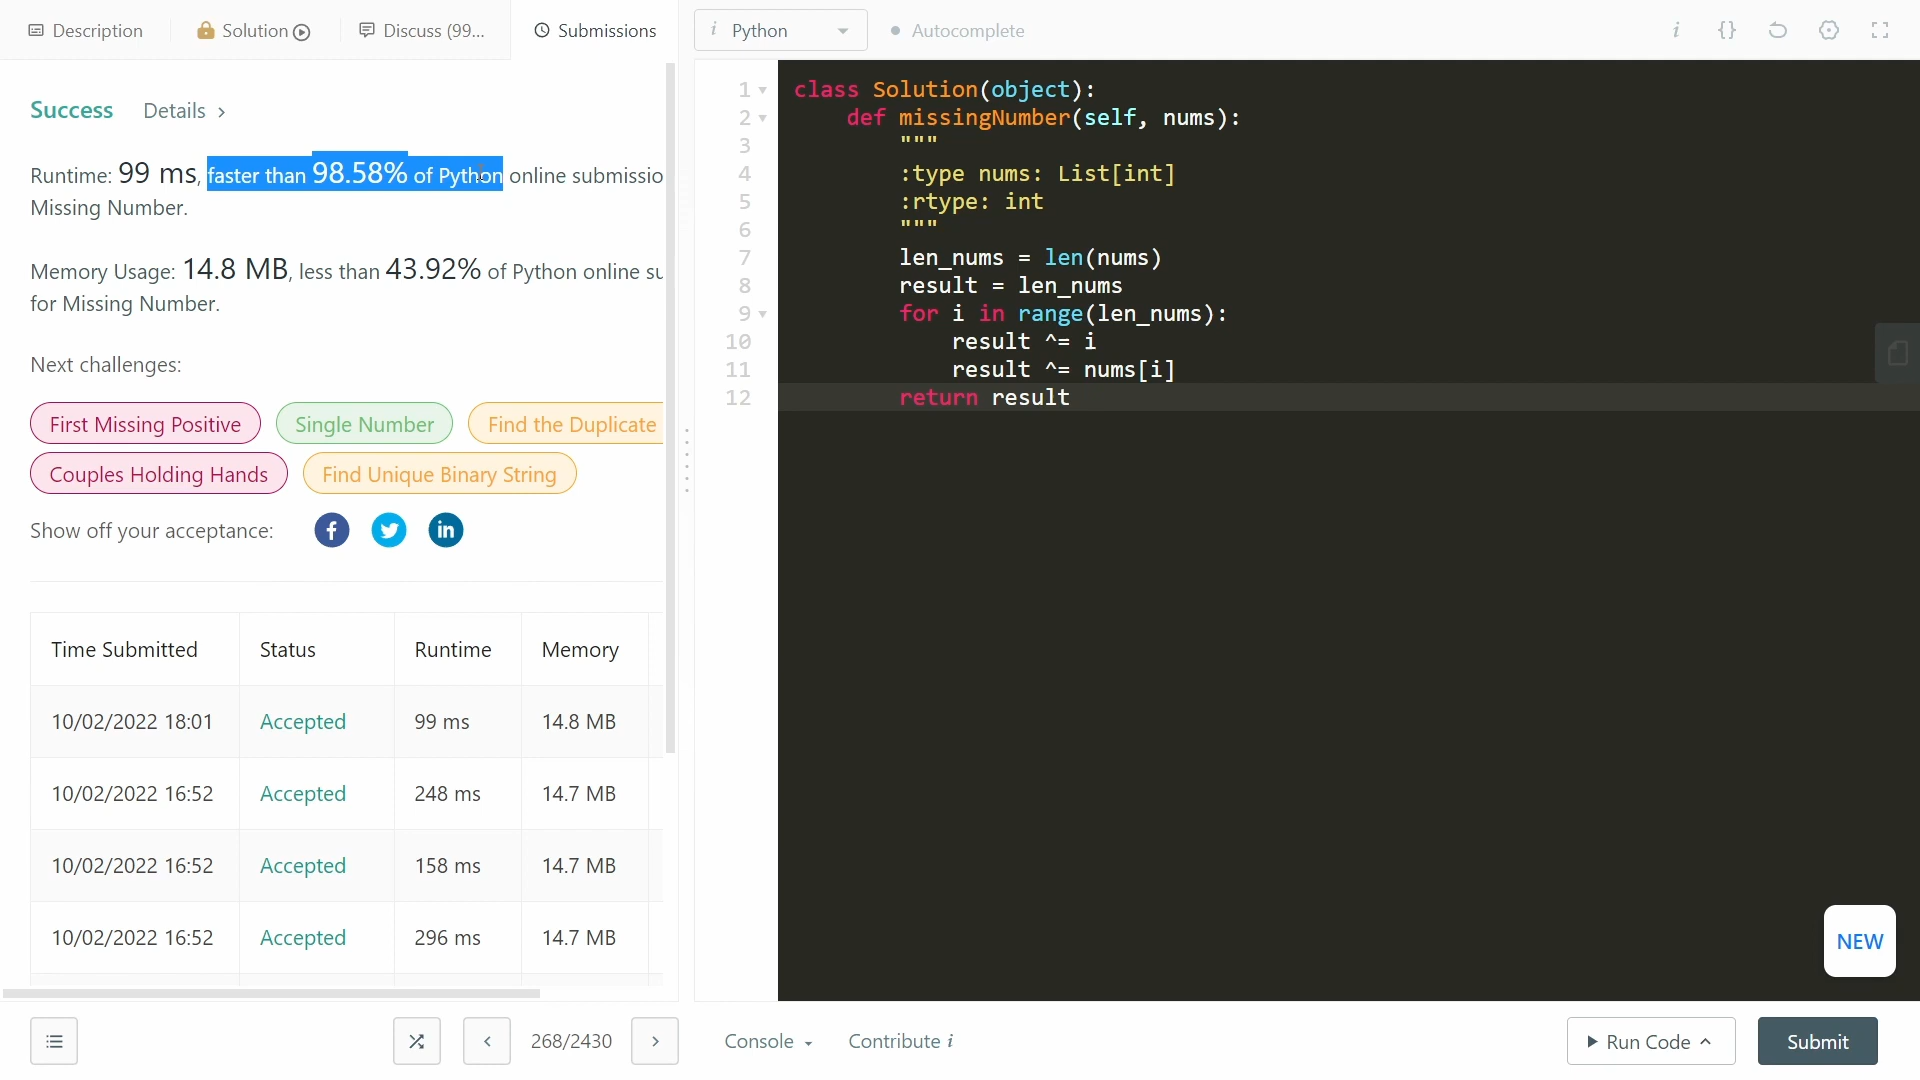 Description
Solution
Discuss (99...
Submissions
i Python
Autocomplete
i {}
Success
Details >
Runtime: 99 ms, faster than 98.58% of Python online submissio
Missing Number.
Memory Usage: 14.8 MB, less than 43.92% of Python online su
for Missing Number.
Next challenges:
First Missing Positive
Single Number
Find the Duplicate
Couples Holding Hands
Find Unique Binary String
Show off your acceptance:
f
in
Time Submitted Status Runtime Memory
10/02/2022 18:01 Accepted 99 ms 14.8 MB
10/02/2022 16:52 Accepted 248 ms 14.7 MB
10/02/2022 16:52 Accepted 158 ms 14.7 MB
10/02/2022 16:52 Accepted 296 ms 14.7 MB
< 268/2430 >
1 class Solution(object):
2 def missingNumber(self, nums):
3 """
4 :type nums: List[int]
5 :rtype: int
6 """
7 len_nums = len(nums)
8 result = len_nums
9 for i in range(len_nums):
10 result ^= i
11 result ^= nums[i]
12 return result
NEW
Console
Contribute i
Run Code
Submit